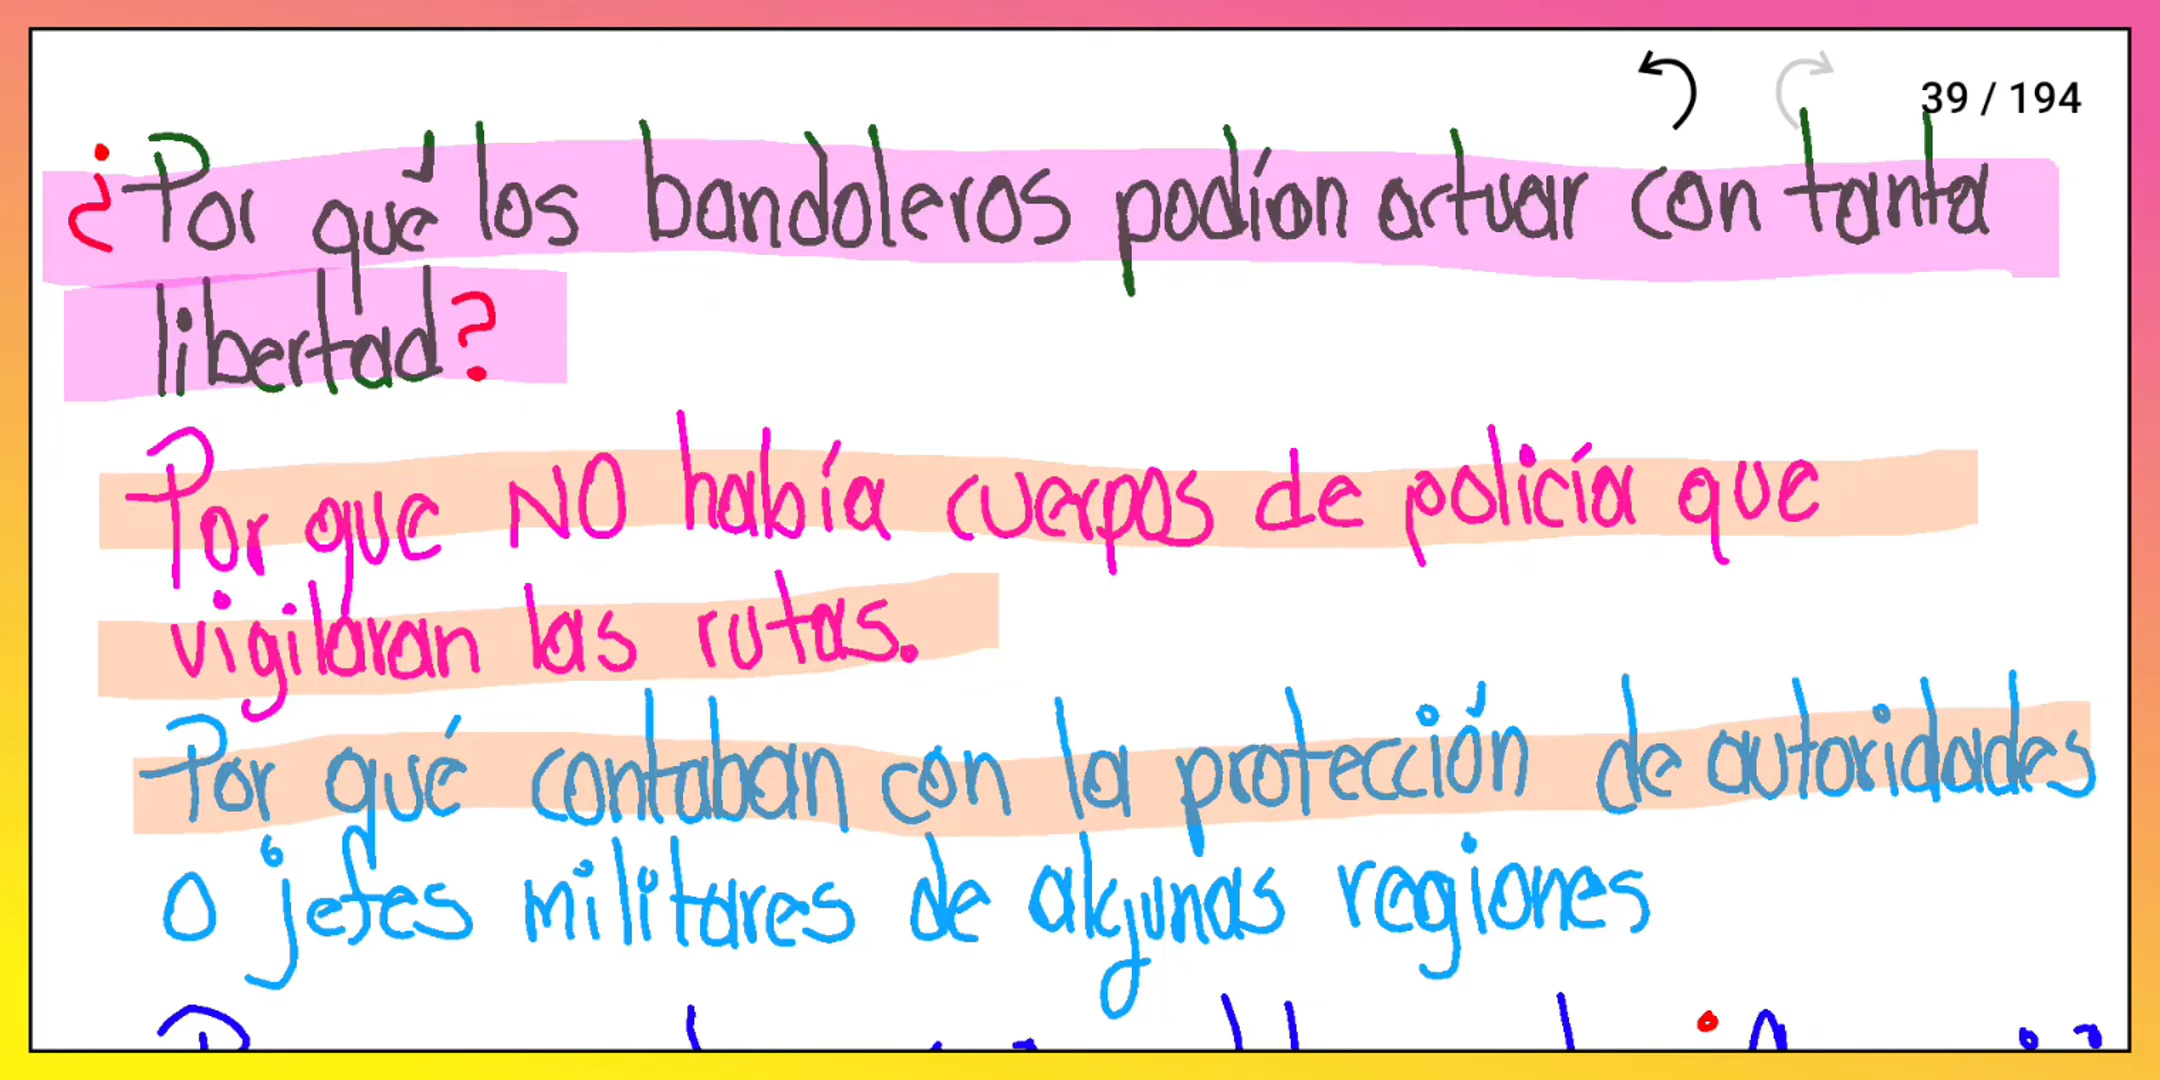 39 / 194
¿Por qué los bandoleros podían actuar con tanta
libertad?
Por que NO había cuerpos de policía que
vigilaran las rutas.
Por qué contaban con la protección de autoridades
o jefes militares de algunas regiones